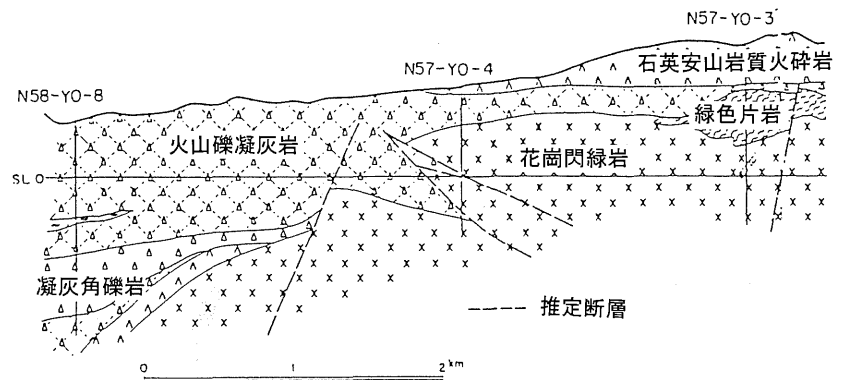 N57-YO-3
石英安山岩質火砕岩
N57-YO-4
N58-YO-8
緑色片岩
火山礫凝灰岩
花崗閃緑岩
SL 0
凝灰角礫岩
推定断層
0 1 2 km